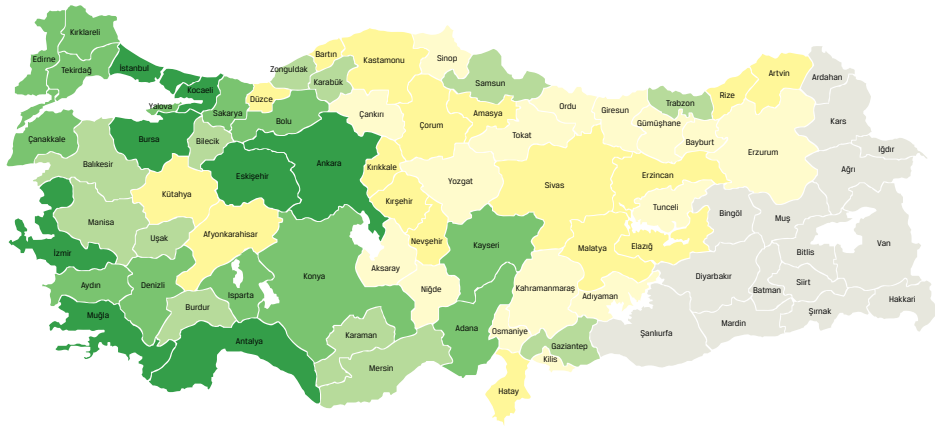 Kırklareli
Edirne
Tekirdağ
İstanbul
Kocaeli
Yalova
Sakarya
Düzce
Zonguldak
Bartın
Karabük
Kastamonu
Sinop
Samsun
Bolu
Çankırı
Çorum
Amasya
Ordu
Giresun
Trabzon
Rize
Artvin
Ardahan
Kars
Iğdır
Ağrı
Gümüşhane
Bayburt
Erzurum
Tokat
Çanakkale
Balıkesir
Bursa
Bilecik
Eskişehir
Ankara
Kırıkkale
Yozgat
Sivas
Erzincan
Tunceli
Bingöl
Muş
Van
Bitlis
Kütahya
Kırşehir
Manisa
Uşak
Afyonkarahisar
Nevşehir
Kayseri
Malatya
Elazığ
İzmir
Aydın
Denizli
Isparta
Konya
Aksaray
Niğde
Kahramanmaraş
Adıyaman
Diyarbakır
Batman
Siirt
Şırnak
Hakkari
Muğla
Burdur
Antalya
Karaman
Mersin
Adana
Osmaniye
Gaziantep
Kilis
Şanlıurfa
Mardin
Hatay